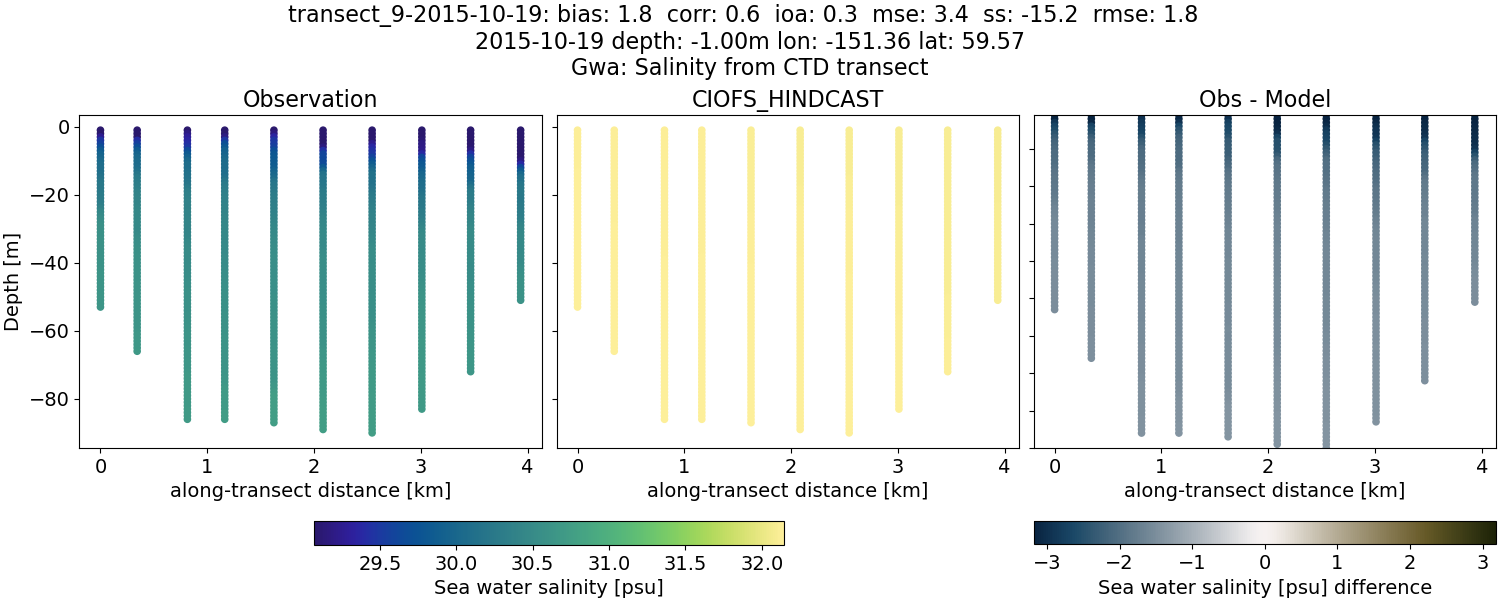 transect_9-2015-10-19: bias: 1.8  corr: 0.6  ioa: 0.3  mse: 3.4  ss: -15.2  rmse: 1.8
2015-10-19 depth: -1.00m lon: -151.36 lat: 59.57
Gwa: Salinity from CTD transect
Observation
CIOFS_HINDCAST
Obs - Model
Depth [m]
0
−20
−40
−60
−80
0 1 2 3 4
0 1 2 3 4
0 1 2 3 4
along-transect distance [km]
along-transect distance [km]
along-transect distance [km]
29.5 30.0 30.5 31.0 31.5 32.0
Sea water salinity [psu]
−3 −2 −1 0 1 2 3
Sea water salinity [psu] difference